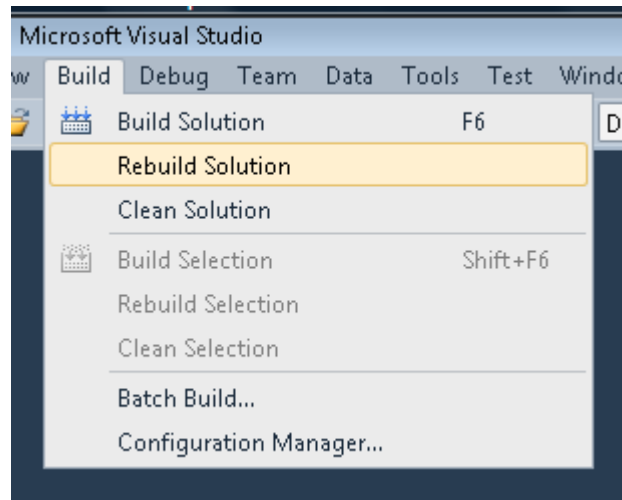 Microsoft Visual Studio
w Build Debug Team Data Tools Test Windo
Build Solution F6 D
Rebuild Solution
Clean Solution
Build Selection Shift+F6
Rebuild Selection
Clean Selection
Batch Build...
Configuration Manager...